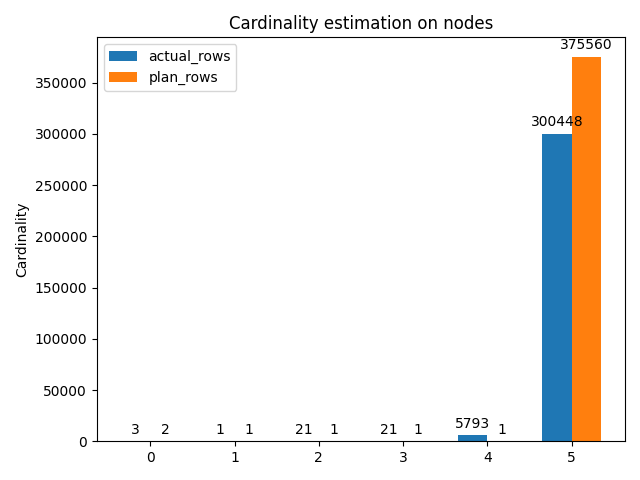 Cardinality estimation on nodes
actual_rows
plan_rows
Cardinality
350000
300000
250000
200000
150000
100000
50000
0
3 2 1 1 21 1 21 1 5793 1 300448 375560
0 1 2 3 4 5